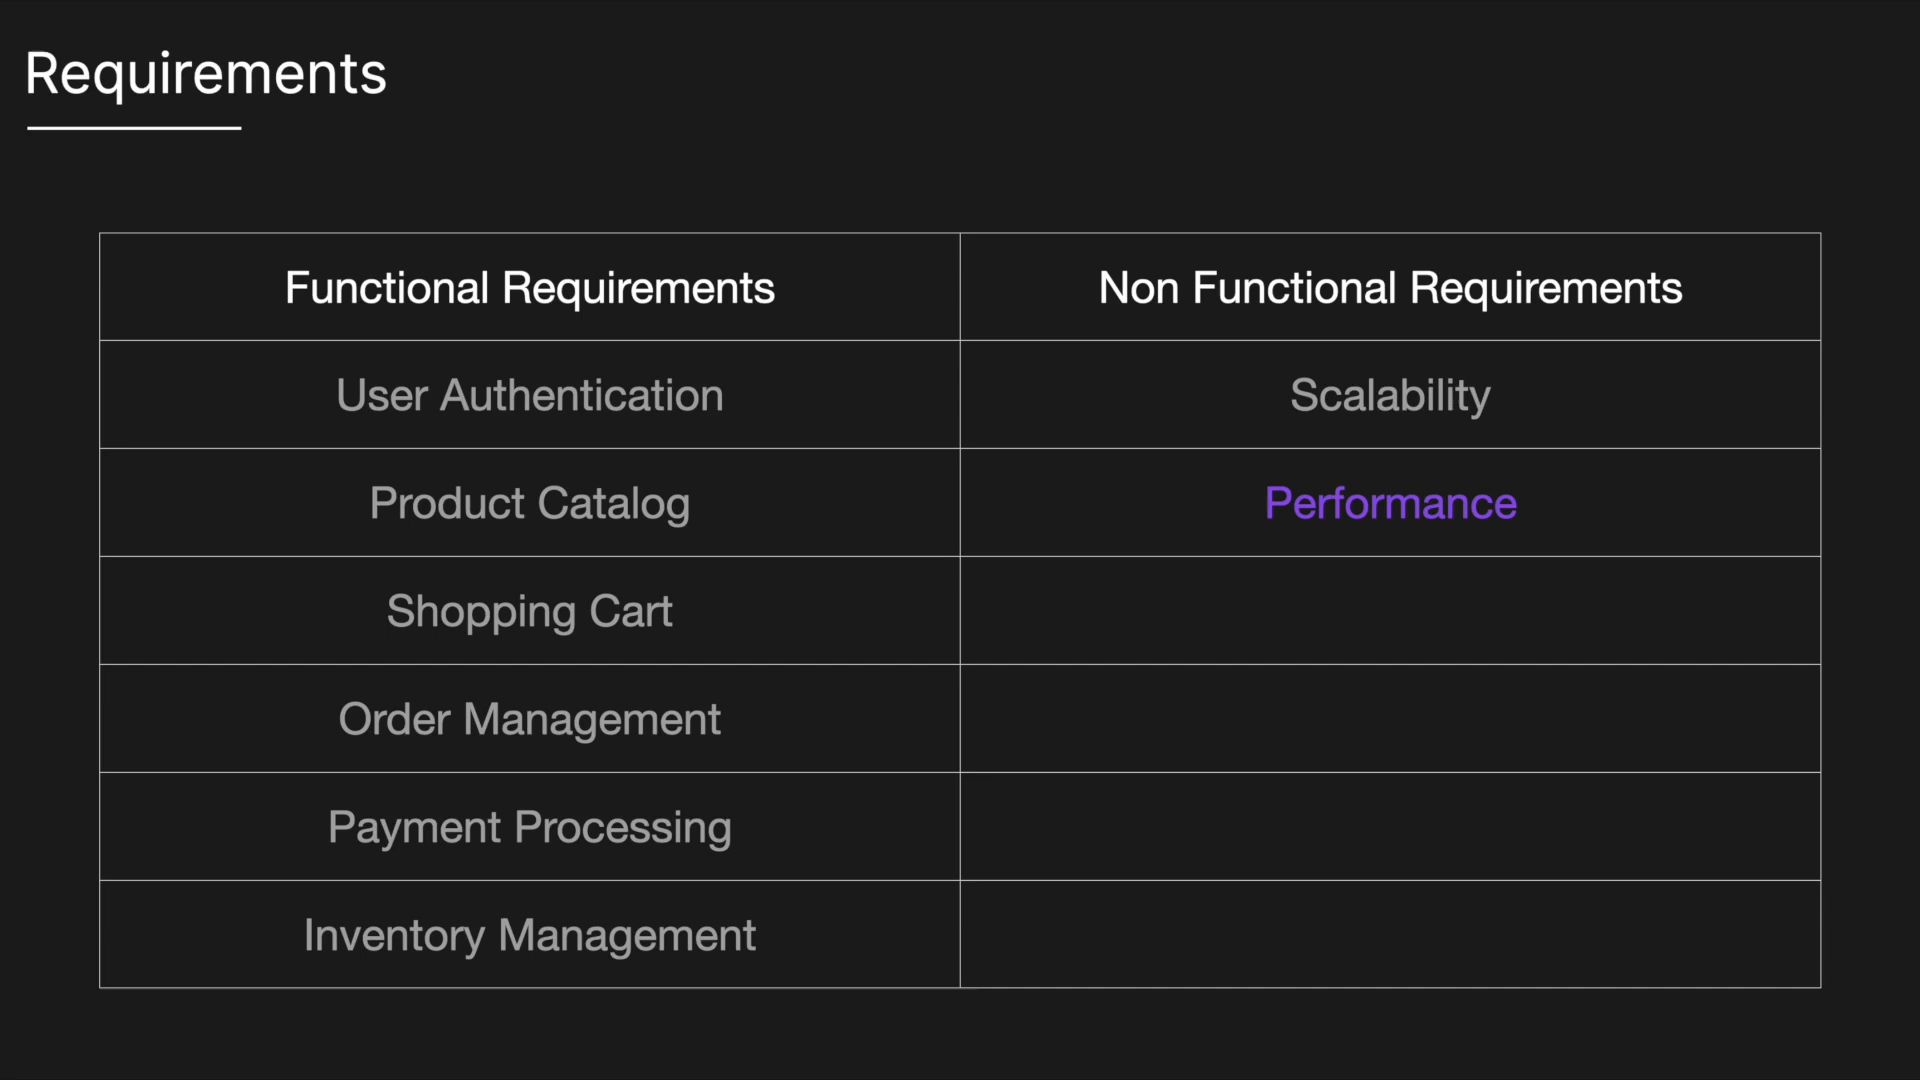 Requirements
Functional Requirements
Non Functional Requirements
User Authentication
Scalability
Product Catalog
Performance
Shopping Cart
Order Management
Payment Processing
Inventory Management